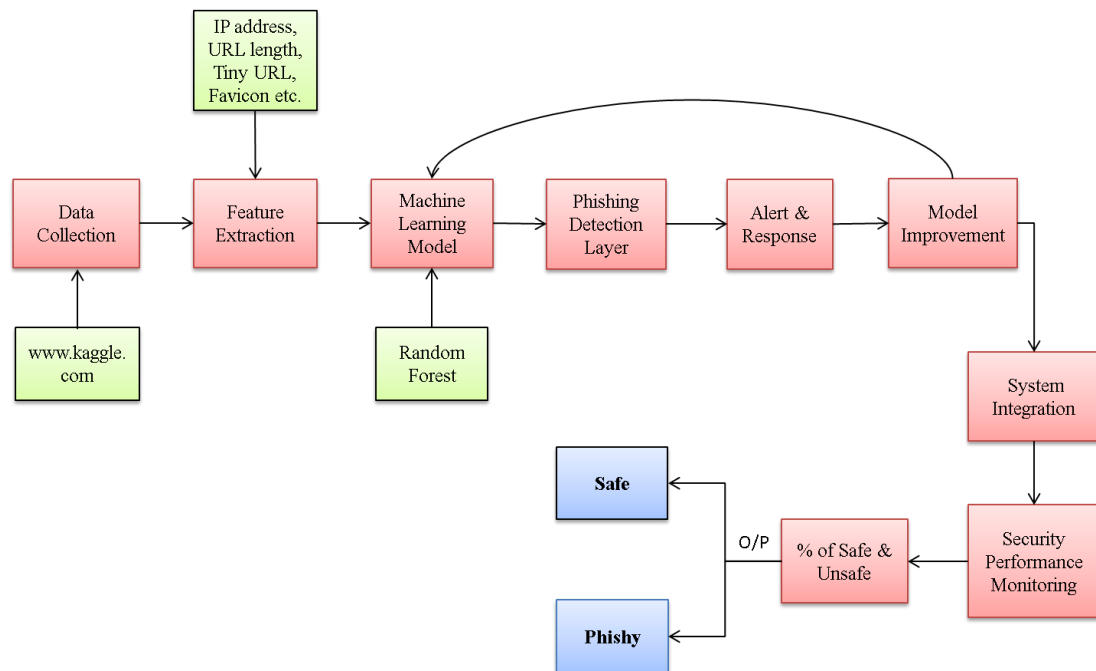 IP address,
URL length,
Tiny URL,
Favicon etc.
Data
Collection
Feature
Extraction
Machine
Learning
Model
Phishing
Detection
Layer
Alert &
Response
Model
Improvement
www.kaggle.
com
Random
Forest
System
Integration
Safe
O/P
% of Safe &
Unsafe
Security
Performance
Monitoring
Phishy